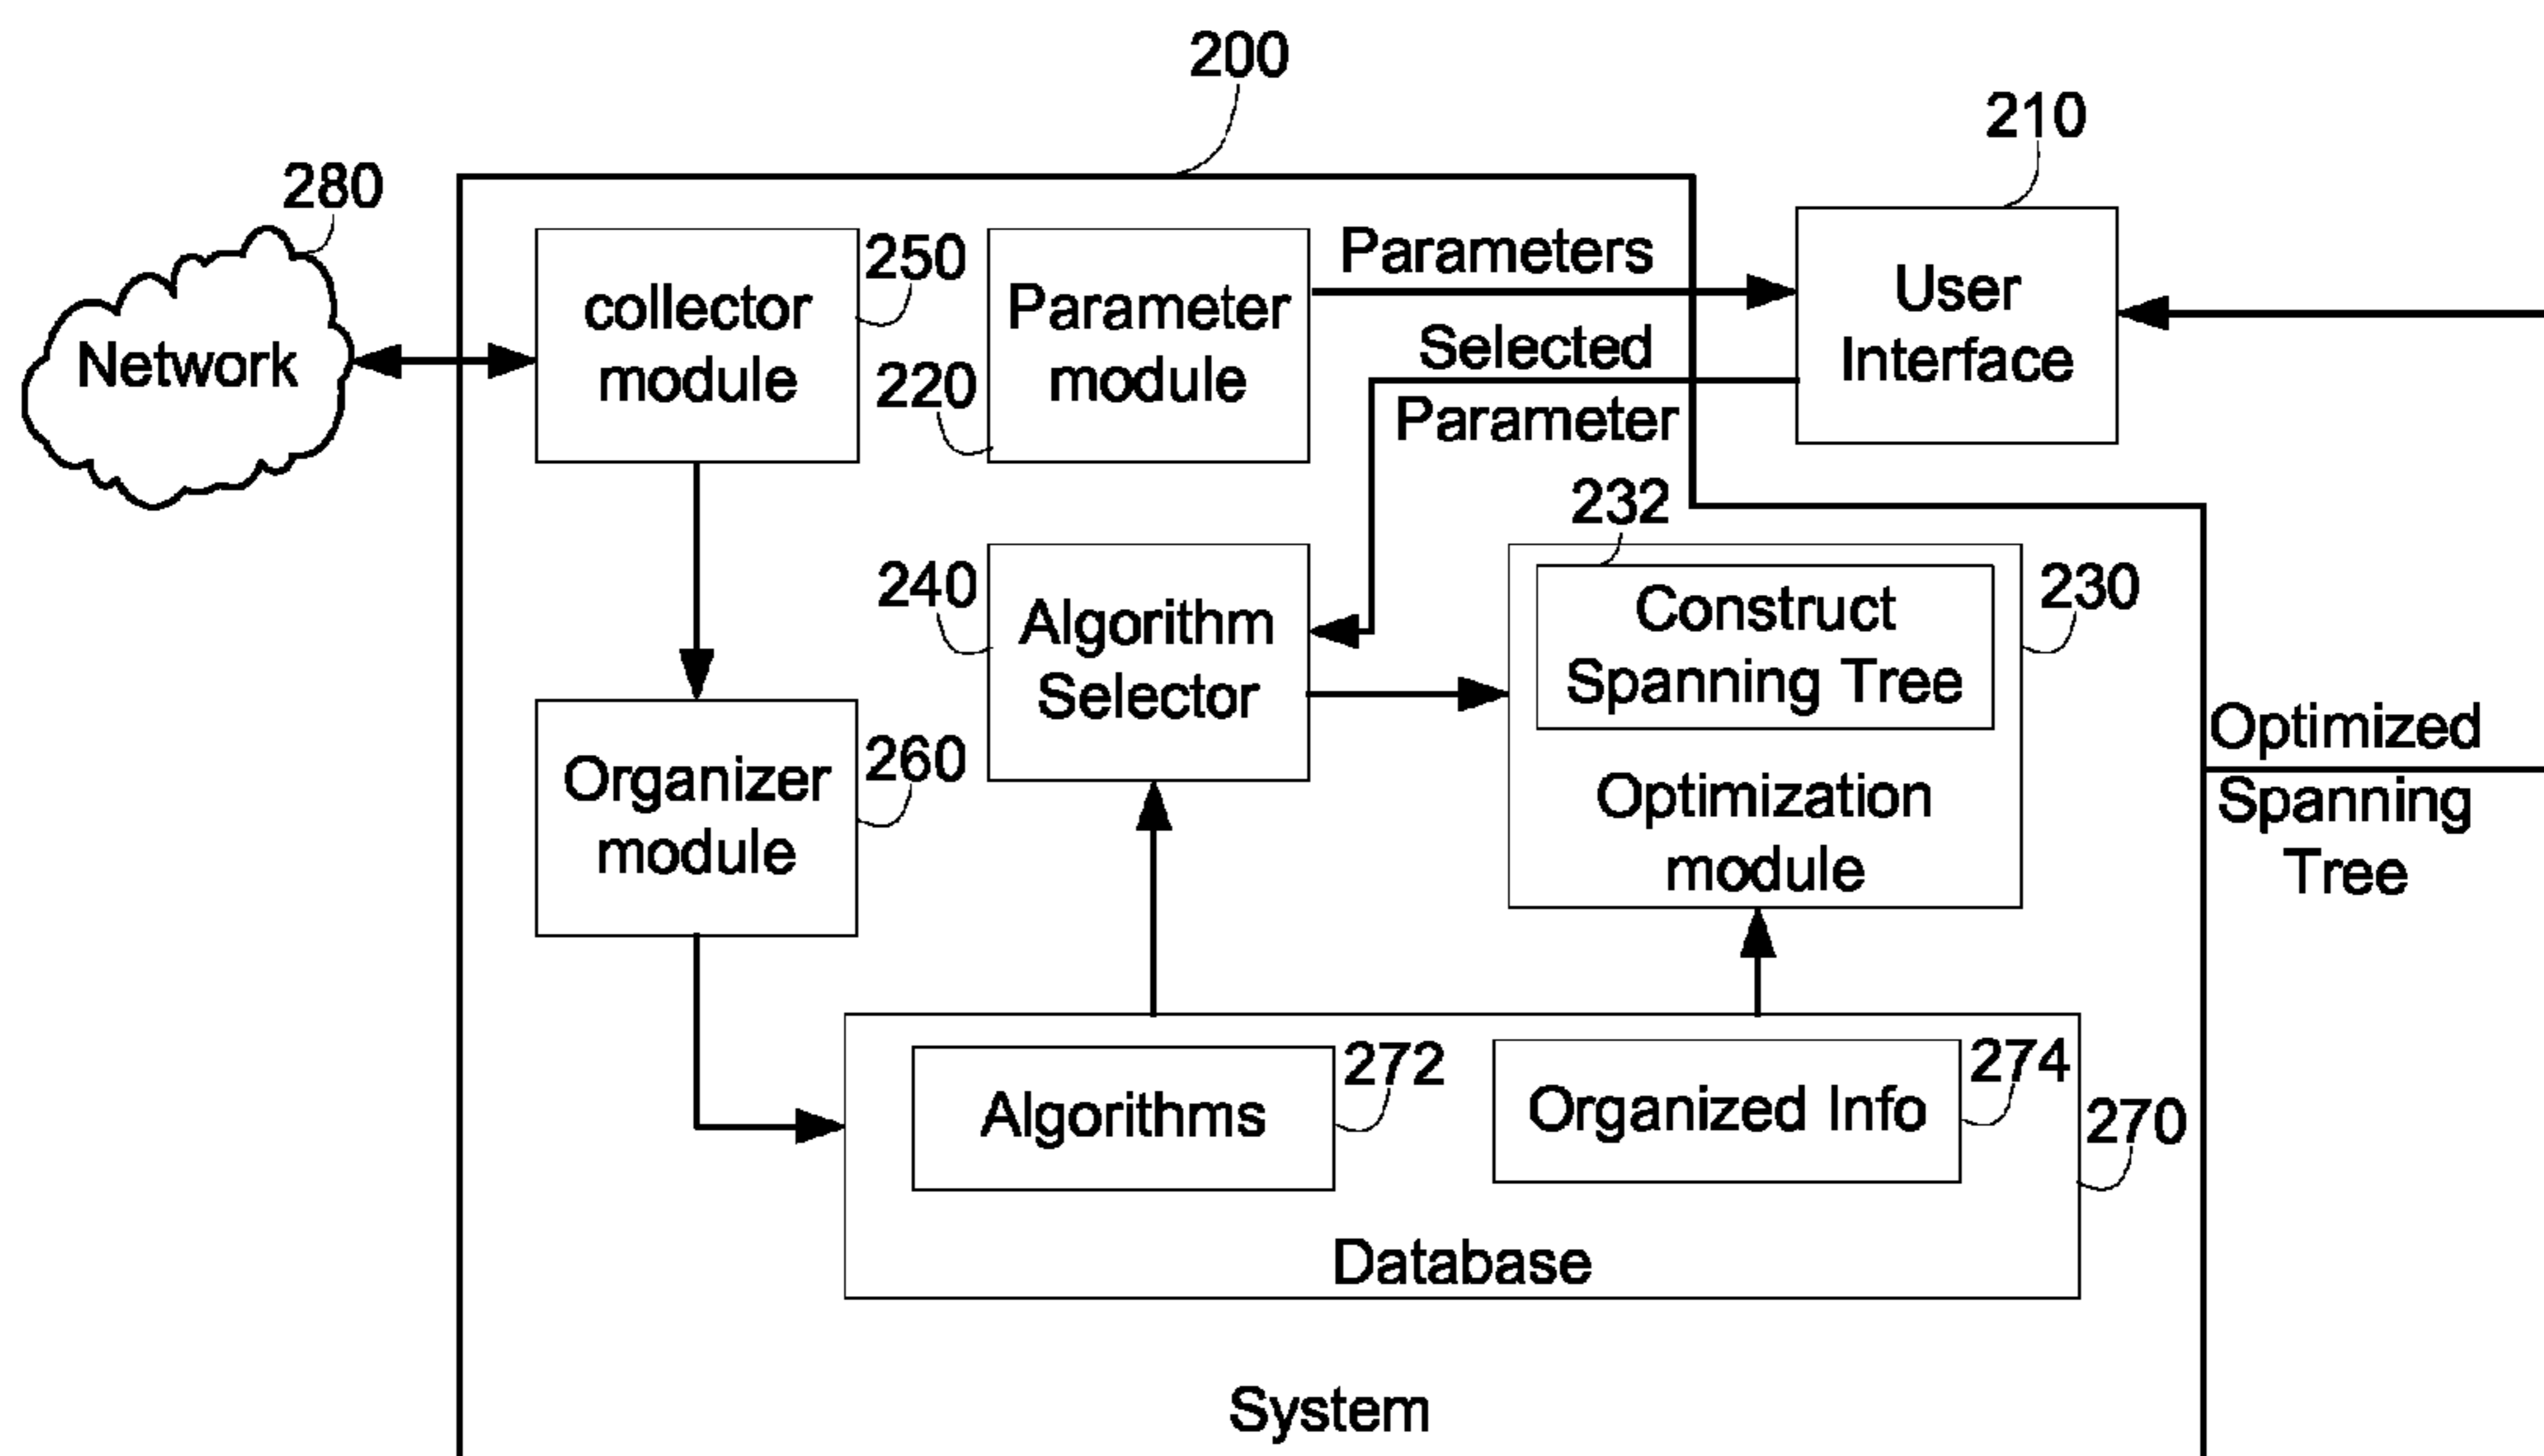 200
210
280
250
Parameters
collector
module
Parameter
module
220
User
Interface
Network
Selected
Parameter
232
240
Algorithm
Selector
Construct
Spanning Tree
230
Optimization
module
Optimized
Spanning
Tree
260
Organizer
module
272
Algorithms
274
Organized Info
270
Database
System